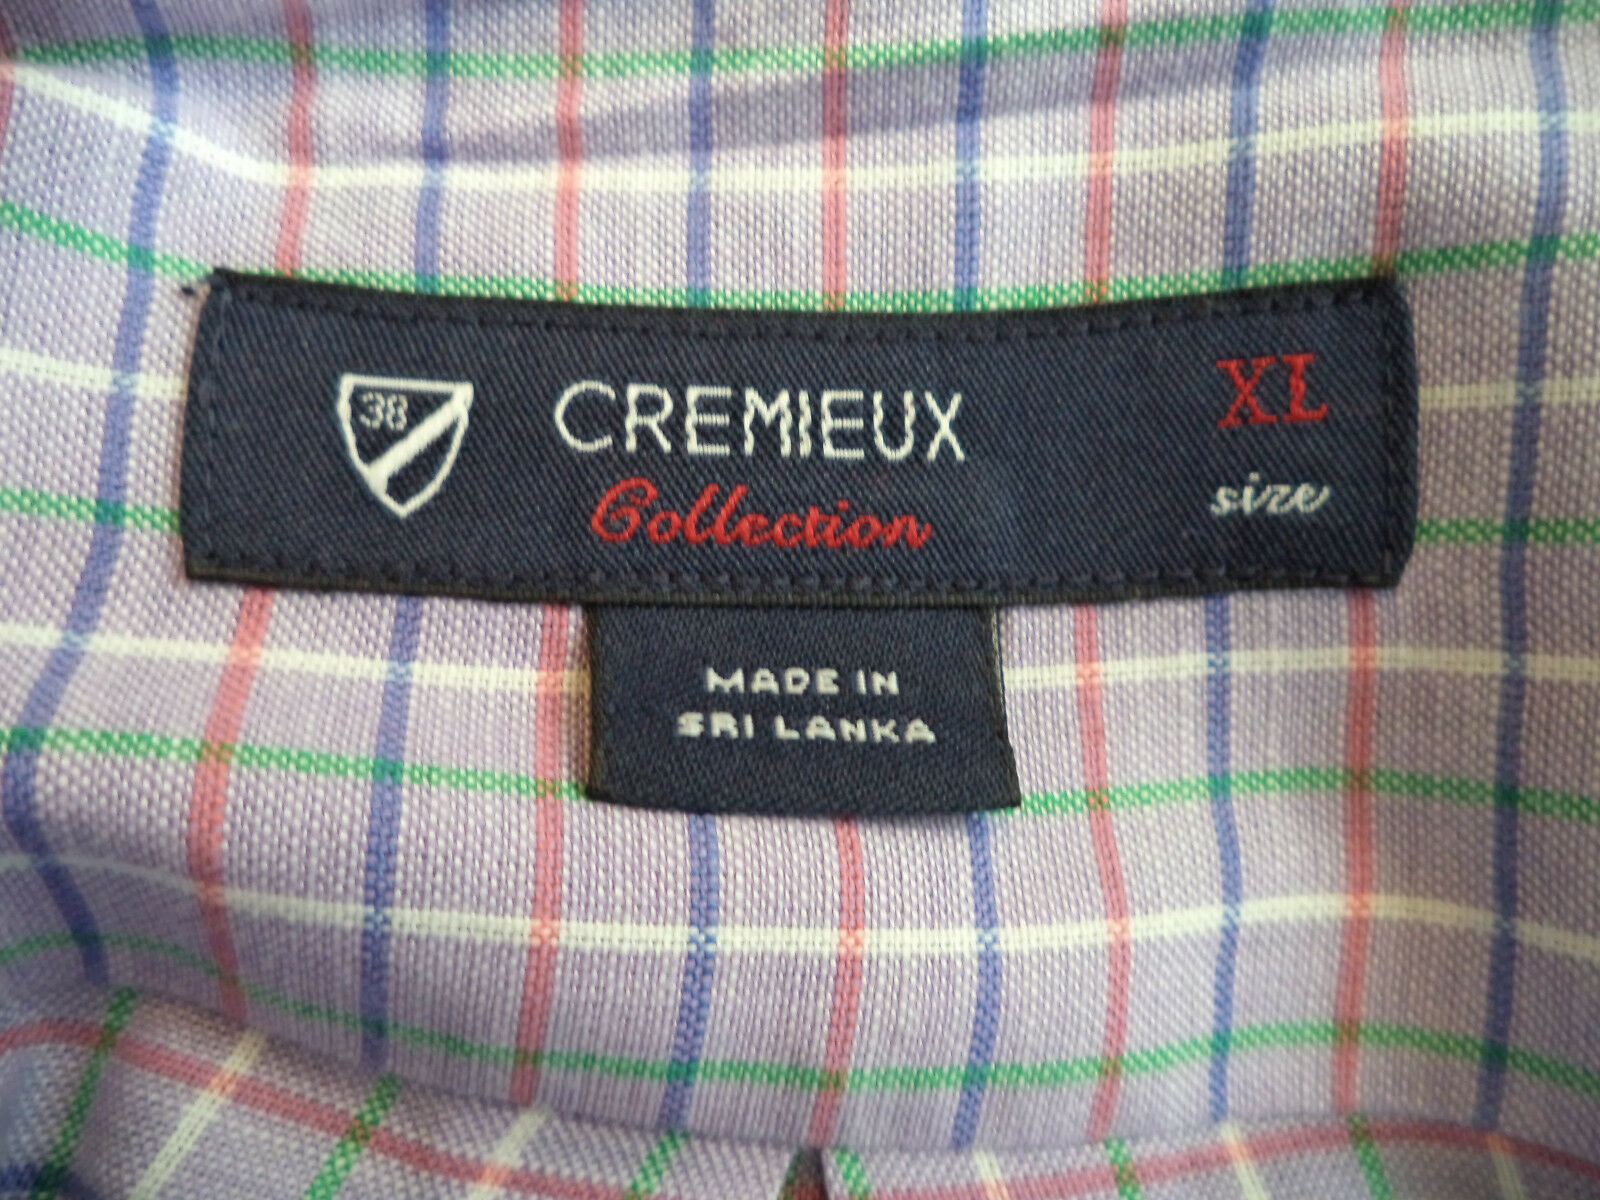 38
CREMIEUX
Collection
XL
size
MADE IN
SRI LANKA